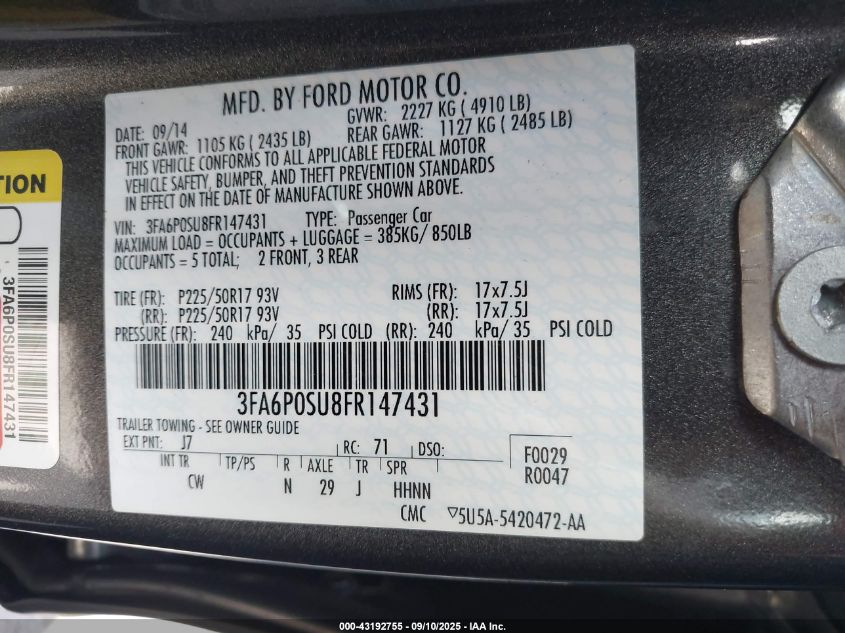 MFD. BY FORD MOTOR CO.
DATE: 09/14 GVWR: 2227 KG ( 4910 LB)
FRONT GAWR: 1105 KG ( 2435 LB) REAR GAWR: 1127 KG ( 2485 LB)
THIS VEHICLE CONFORMS TO ALL APPLICABLE FEDERAL MOTOR
VEHICLE SAFETY, BUMPER, AND THEFT PREVENTION STANDARDS
IN EFFECT ON THE DATE OF MANUFACTURE SHOWN ABOVE.
VIN: 3FA6P0SU8FR147431 TYPE: Passenger Car
MAXIMUM LOAD = OCCUPANTS + LUGGAGE = 385KG/ 850LB
OCCUPANTS = 5 TOTAL; 2 FRONT, 3 REAR
TIRE (FR): P225/50R17 93V RIMS (FR): 17x7.5J
(RR): P225/50R17 93V (RR): 17x7.5J
PRESSURE (FR): 240 kPa/ 35 PSI COLD (RR): 240 kPa/ 35 PSI COLD
3FA6P0SU8FR147431
TRAILER TOWING - SEE OWNER GUIDE
EXT PNT: J7 RC: 71 DSO:
INT TR TP/PS R AXLE TR SPR
CW N 29 J HHNN
F0029
R0047
CMC ▽5U5A-5420472-AA
TION
3FA6P0SU8FR147431
000-43192755 - 09/10/2025 - IAA Inc.